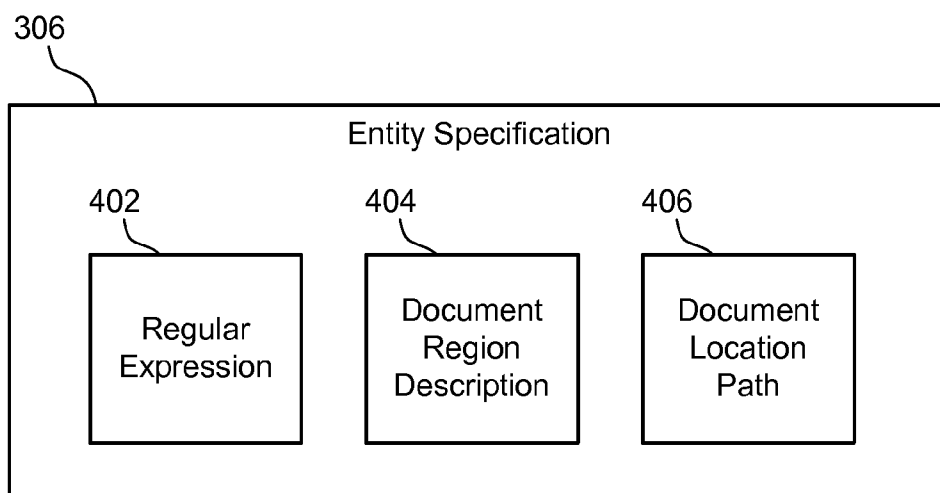 306
Entity Specification
402
404
406
Regular
Expression
Document
Region
Description
Document
Location
Path